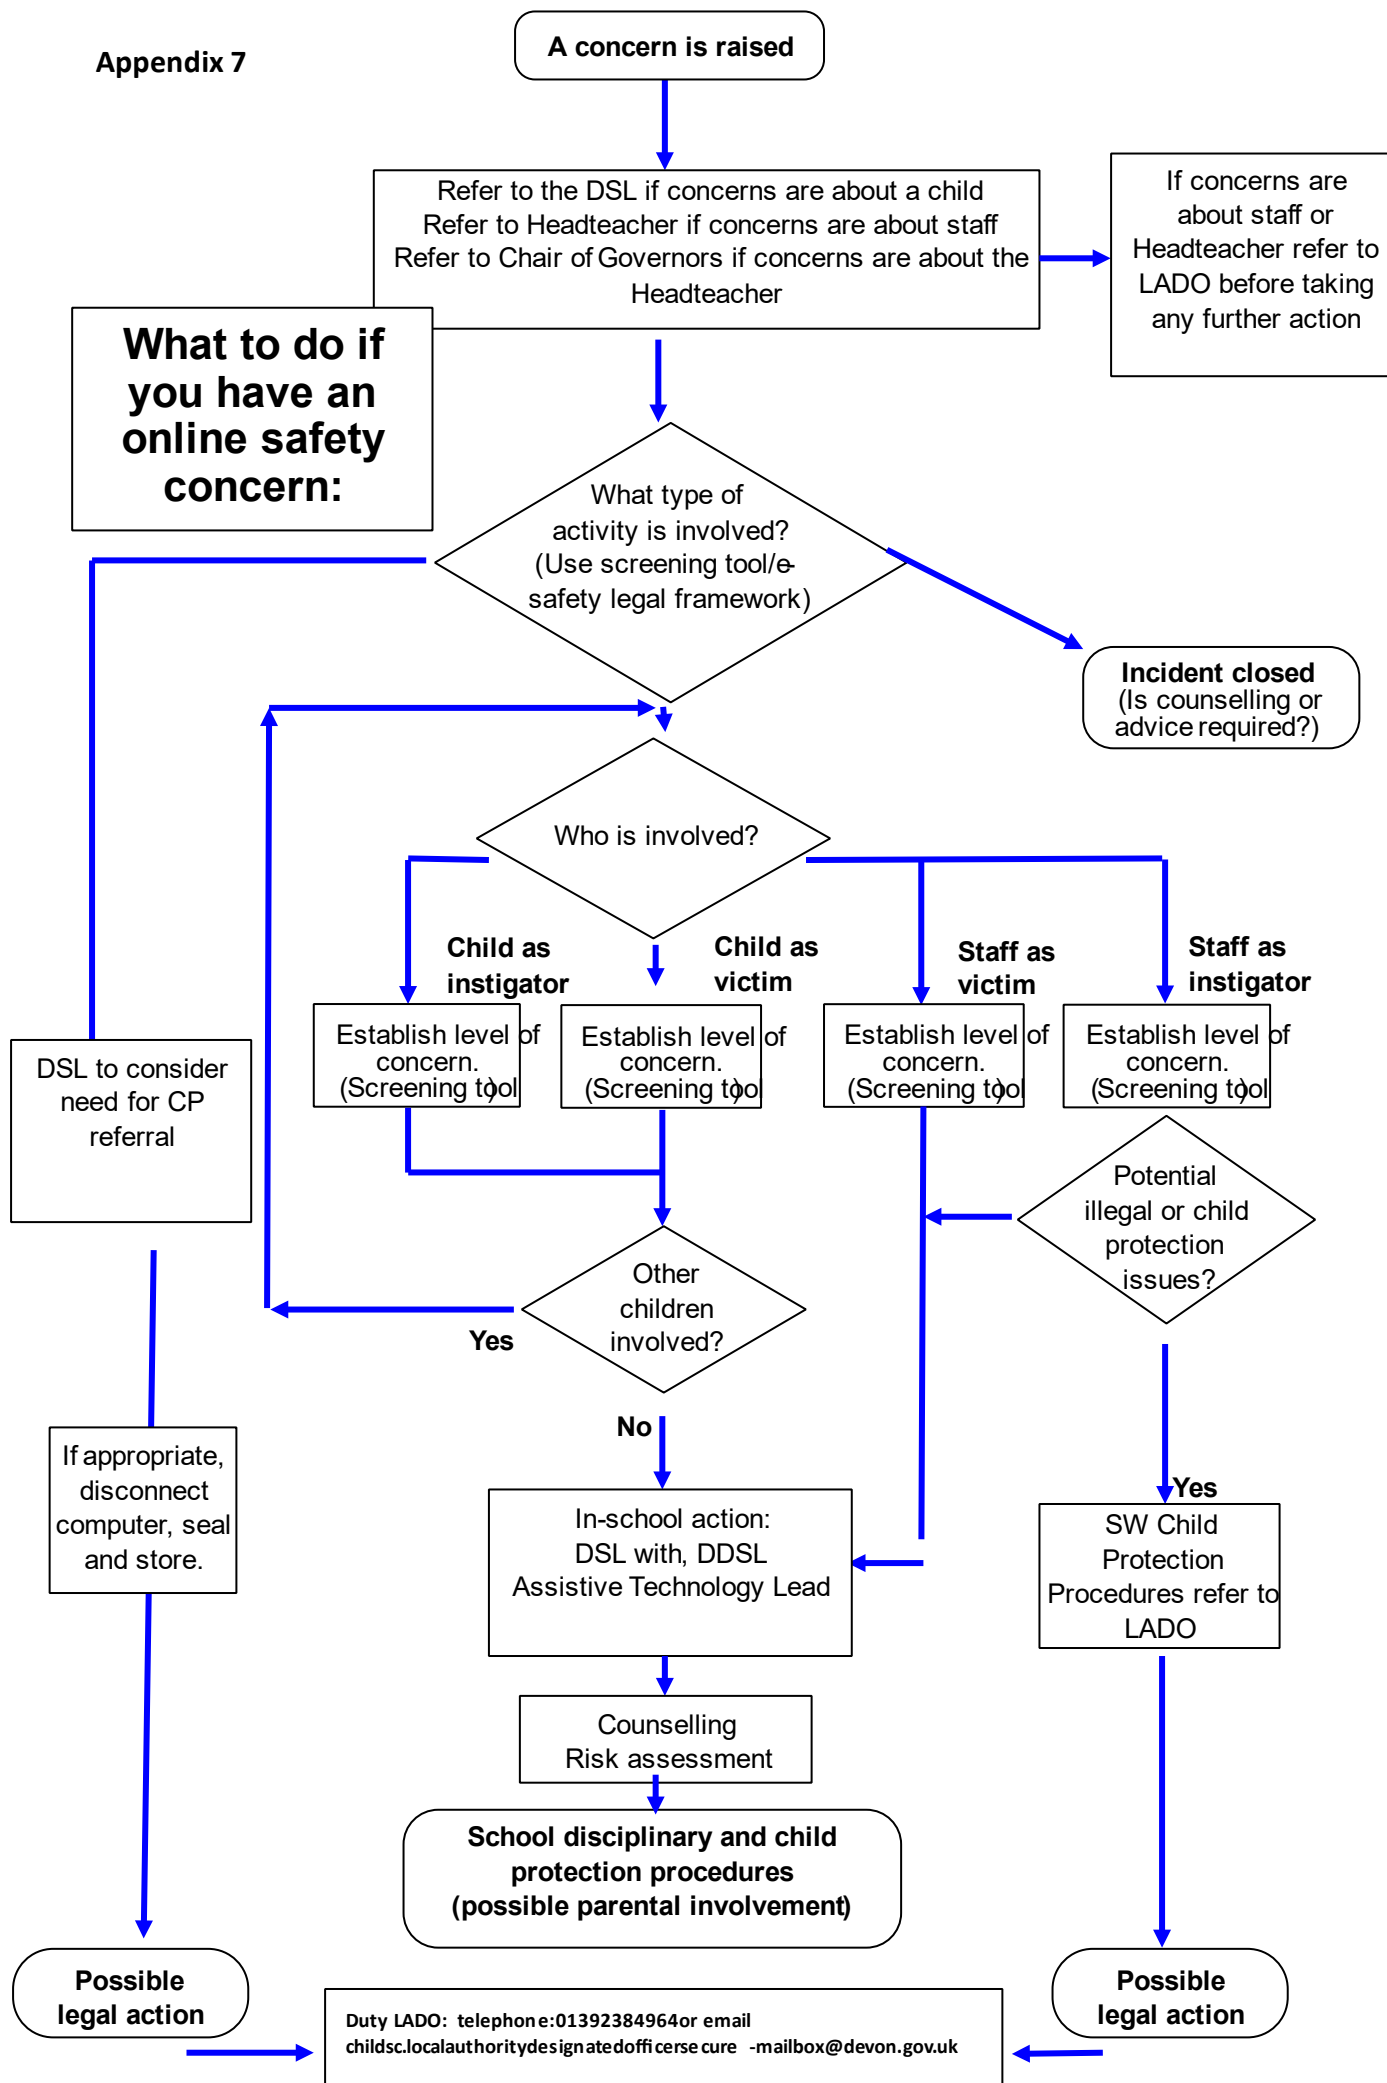 Appendix 7
A concern is raised
Refer to the DSL if concerns are about a child
Refer to Headteacher if concerns are about staff
Refer to Chair of Governors if concerns are about the
Headteacher
If concerns are
about staff or
Headteacher refer to
LADO before taking
any further action
What to do if
you have an
online safety
concern:
What type of
activity is involved?
(Use screening tool/e-
safety legal framework)
Incident closed
(Is counselling or
advice required?)
Who is involved?
Child as
instigator
Child as
victim
Staff as
victim
Staff as
instigator
Establish level of
concern.
(Screening tool)
Establish level of
concern.
(Screening tool)
Establish level of
concern.
(Screening tool)
Establish level of
concern.
(Screening tool)
DSL to consider
need for CP
referral
Potential
illegal or child
protection
issues?
Other
children
involved?
Yes
No
If appropriate,
disconnect
computer, seal
and store.
In-school action:
DSL with, DDSL
Assistive Technology Lead
Yes
SW Child
Protection
Procedures refer to
LADO
Counselling
Risk assessment
School disciplinary and child
protection procedures
(possible parental involvement)
Possible
legal action
Possible
legal action
Duty LADO: telephone:01392384964or email
childsc.localauthoritydesignatedofficersecure -mailbox@devon.gov.uk